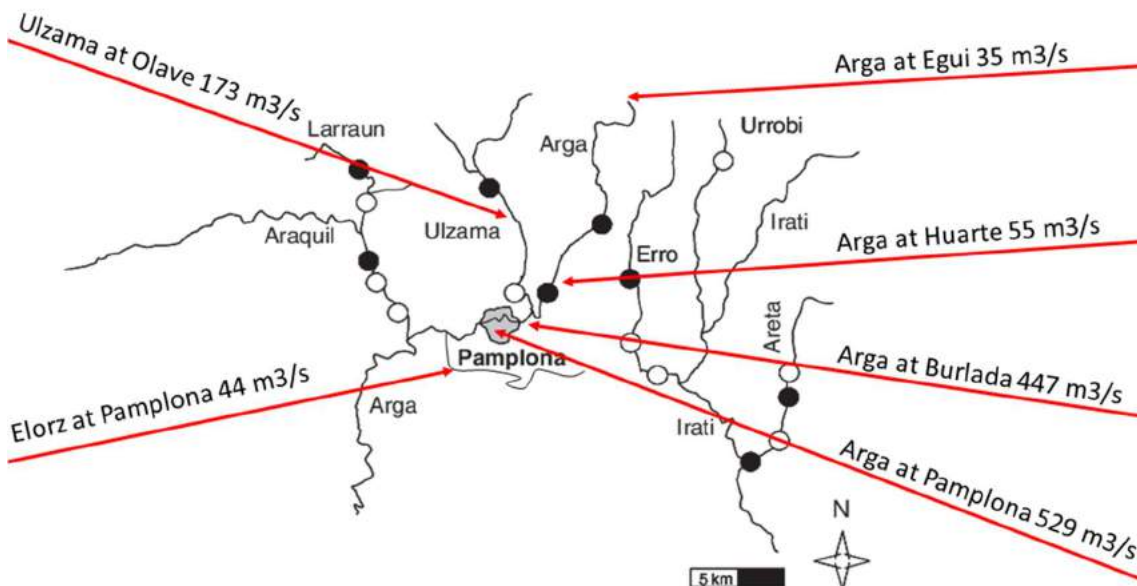 Ulzama at Olave 173 m3/s
Arga at Egui 35 m3/s
Larraun
Arga
Urrobi
Araquil
Ulzama
Erro
Irati
Arga at Huarte 55 m3/s
Areta
Pamplona
Arga at Burlada 447 m3/s
Elorz at Pamplona 44 m3/s
Arga
Irati
Arga at Pamplona 529 m3/s
N
5 km